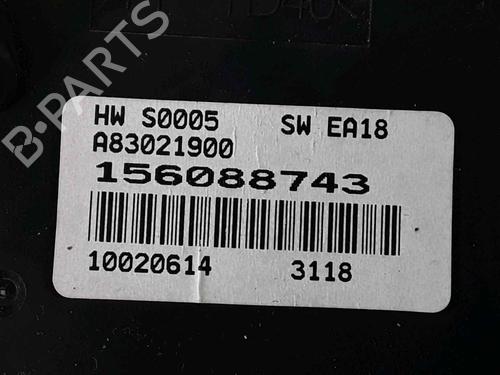 B-PARTS
HW S0005 SW EA18
A83021900
156088743
10020614 3118